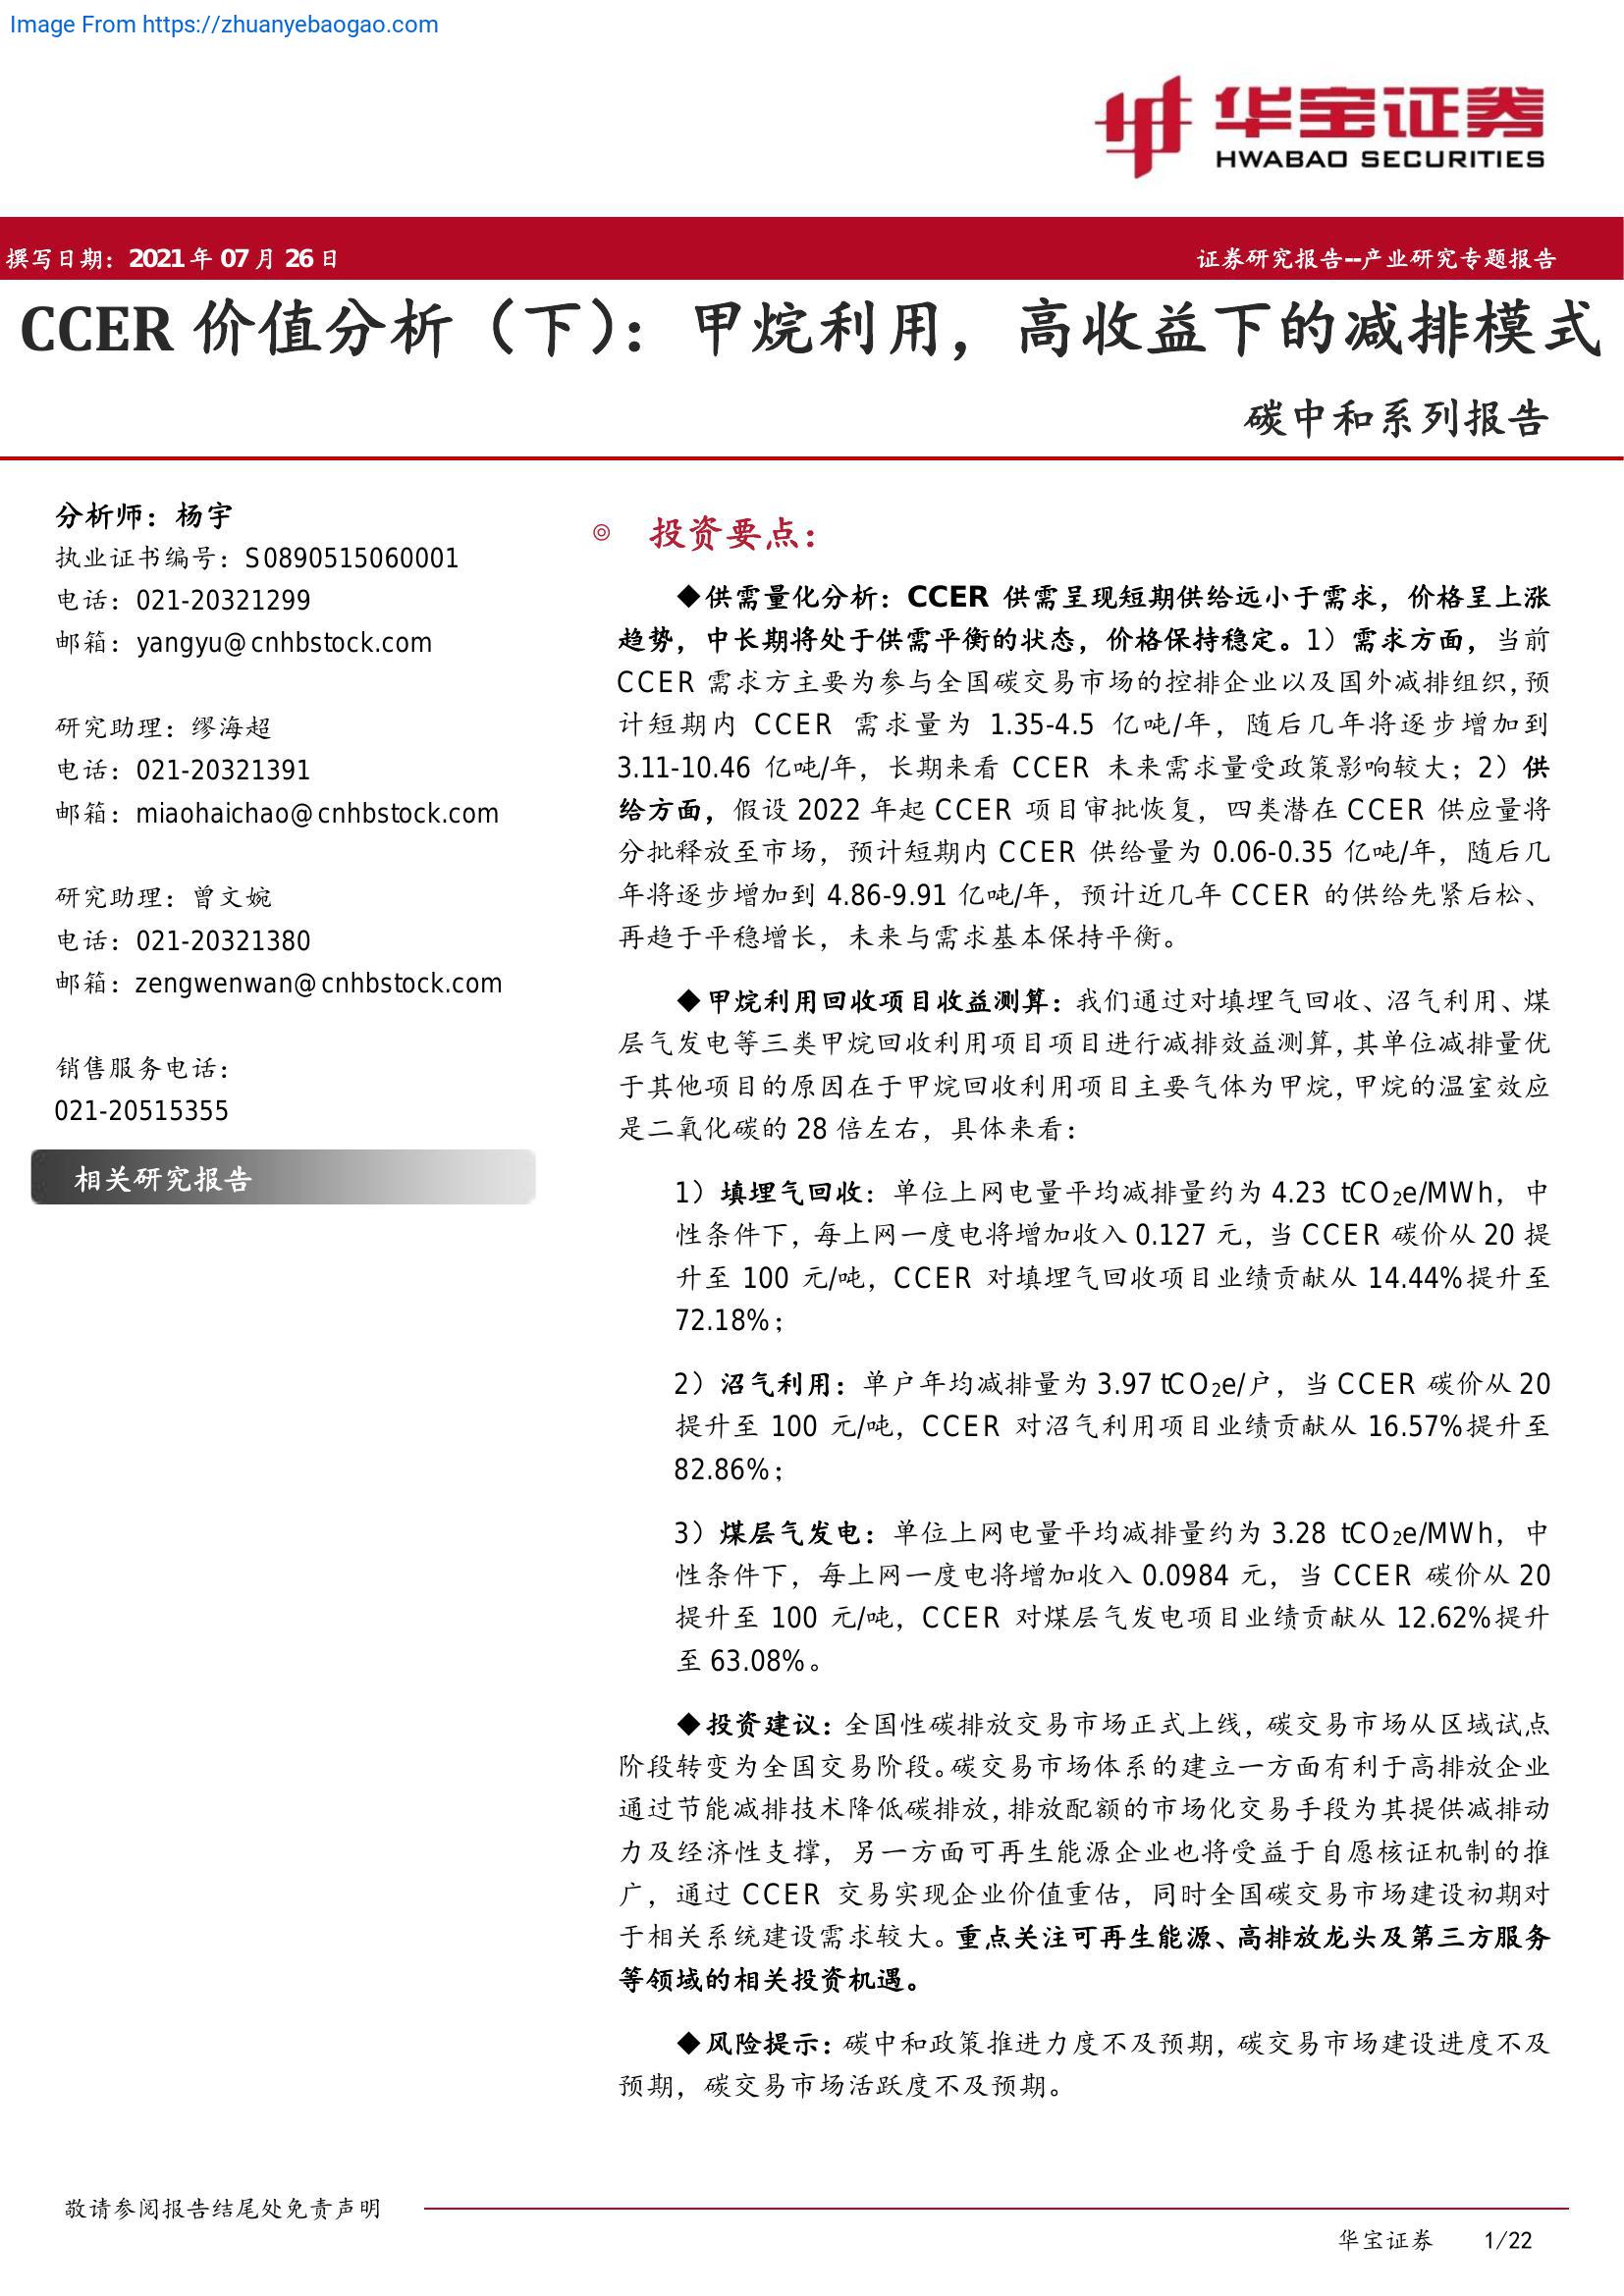 Image From https://zhuanyebaogao.com
华宝证券
HWABAO SECURITIES
撰写日期：2021 年 07 月 26 日
证券研究报告--产业研究专题报告
CCER 价值分析（下）：甲烷利用，高收益下的减排模式
碳中和系列报告
分析师：杨宇
执业证书编号：S0890515060001
电话：021-20321299
邮箱：yangyu@cnhbstock.com
研究助理：缪海超
电话：021-20321391
邮箱：miaohaichao@cnhbstock.com
研究助理：曾文婉
电话：021-20321380
邮箱：zengwenwan@cnhbstock.com
销售服务电话：
021-20515355
相关研究报告
◎ 投资要点：
◆供需量化分析：CCER 供需呈现短期供给远小于需求，价格呈上涨
趋势，中长期将处于供需平衡的状态，价格保持稳定。1）需求方面，当前
CCER 需求方主要为参与全国碳交易市场的控排企业以及国外减排组织，预
计短期内 CCER 需求量为 1.35-4.5 亿吨/年，随后几年将逐步增加到
3.11-10.46 亿吨/年，长期来看 CCER 未来需求量受政策影响较大；2）供
给方面，假设 2022 年起 CCER 项目审批恢复，四类潜在 CCER 供应量将
分批释放至市场，预计短期内 CCER 供给量为 0.06-0.35 亿吨/年，随后几
年将逐步增加到 4.86-9.91 亿吨/年，预计近几年 CCER 的供给先紧后松、
再趋于平稳增长，未来与需求基本保持平衡。
◆甲烷利用回收项目收益测算：我们通过对填埋气回收、沼气利用、煤
层气发电等三类甲烷回收利用项目项目进行减排效益测算，其单位减排量优
于其他项目的原因在于甲烷回收利用项目主要气体为甲烷，甲烷的温室效应
是二氧化碳的 28 倍左右，具体来看：
1）填埋气回收：单位上网电量平均减排量约为 4.23 tCO₂e/MWh，中
性条件下，每上网一度电将增加收入 0.127 元，当 CCER 碳价从 20 提
升至 100 元/吨，CCER 对填埋气回收项目业绩贡献从 14.44%提升至
72.18%；
2）沼气利用：单户年均减排量为 3.97 tCO₂e/户，当 CCER 碳价从 20
提升至 100 元/吨，CCER 对沼气利用项目业绩贡献从 16.57%提升至
82.86%；
3）煤层气发电：单位上网电量平均减排量约为 3.28 tCO₂e/MWh，中
性条件下，每上网一度电将增加收入 0.0984 元，当 CCER 碳价从 20
提升至 100 元/吨，CCER 对煤层气发电项目业绩贡献从 12.62%提升
至 63.08%。
◆投资建议：全国性碳排放交易市场正式上线，碳交易市场从区域试点
阶段转变为全国交易阶段。碳交易市场体系的建立一方面有利于高排放企业
通过节能减排技术降低碳排放，排放配额的市场化交易手段为其提供减排动
力及经济性支撑，另一方面可再生能源企业也将受益于自愿核证机制的推
广，通过 CCER 交易实现企业价值重估，同时全国碳交易市场建设初期对
于相关系统建设需求较大。重点关注可再生能源、高排放龙头及第三方服务
等领域的相关投资机遇。
◆风险提示：碳中和政策推进力度不及预期，碳交易市场建设进度不及
预期，碳交易市场活跃度不及预期。
敬请参阅报告结尾处免责声明
华宝证券 1/22